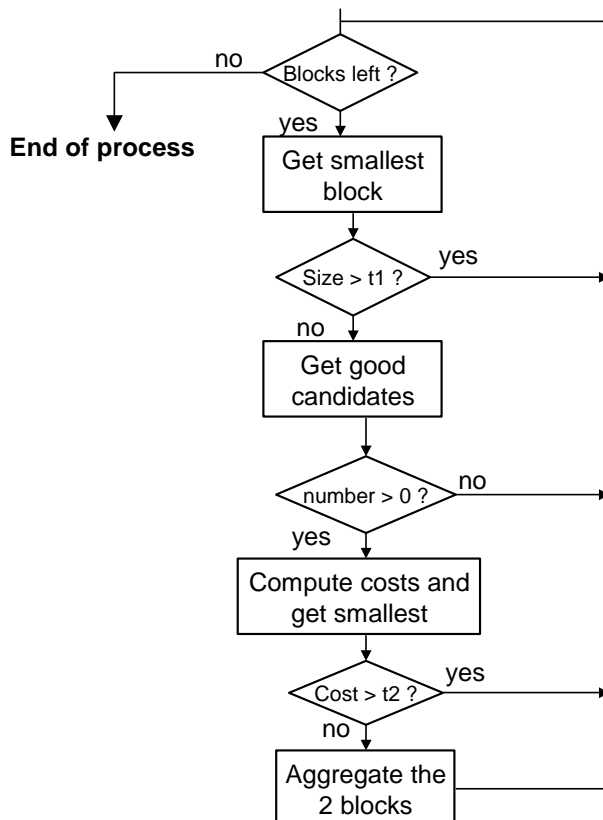 no
Blocks left ?
yes
End of process
Get smallest
block
yes
Size > t1 ?
no
Get good
candidates
no
number > 0 ?
yes
Compute costs and
get smallest
yes
Cost > t2 ?
no
Aggregate the
2 blocks